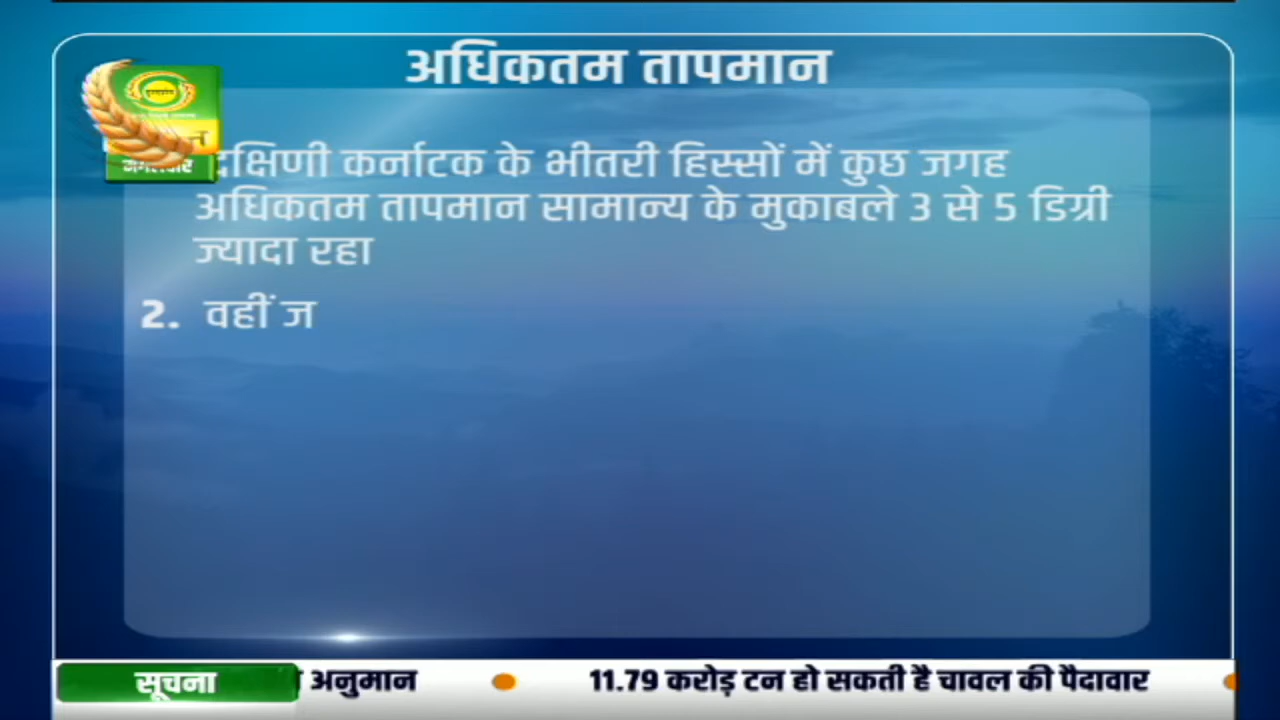 अधिकतम तापमान
मंगलवार
दक्षिणी कर्नाटक के भीतरी हिस्सों में कुछ जगह
अधिकतम तापमान सामान्य के मुकाबले 3 से 5 डिग्री
ज्यादा रहा
2. वहीं ज
सूचना
अनुमान
11.79 करोड़ टन हो सकती है चावल की पैदावार